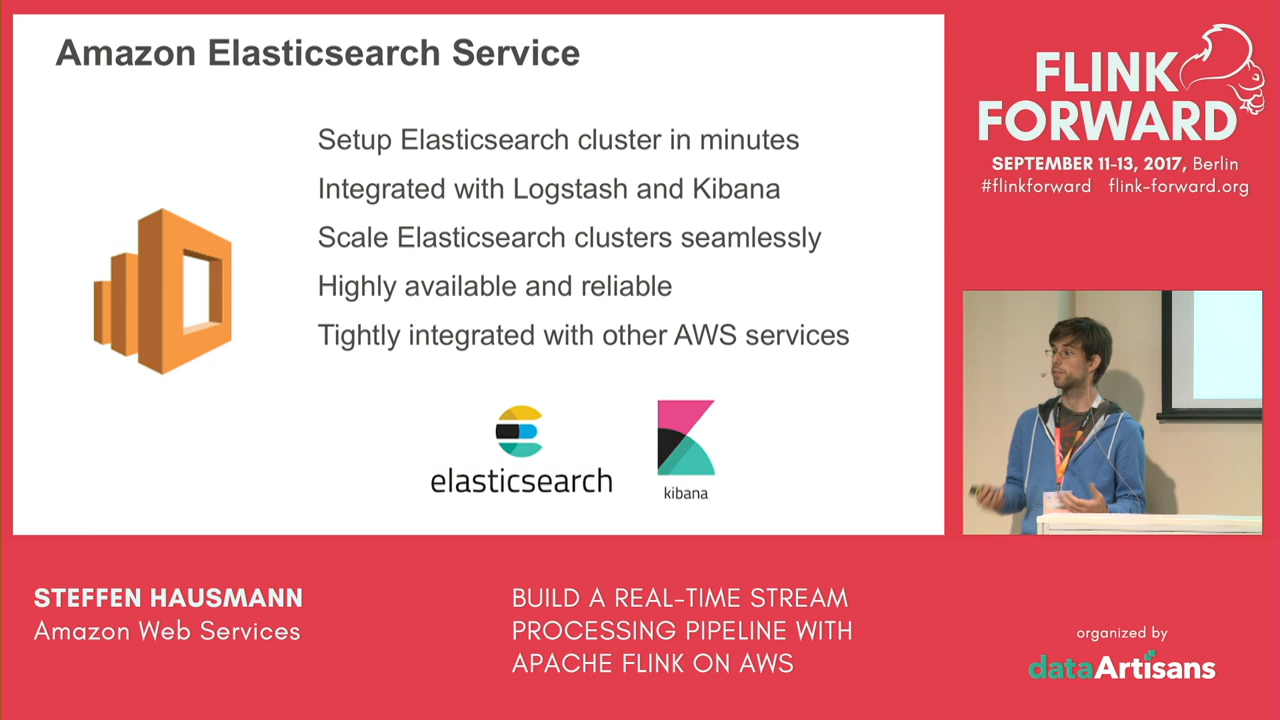 Amazon Elasticsearch Service
Setup Elasticsearch cluster in minutes
Integrated with Logstash and Kibana
Scale Elasticsearch clusters seamlessly
Highly available and reliable
Tightly integrated with other AWS services
elasticsearch
kibana
FLINK
FORWARD
SEPTEMBER 11-13, 2017, Berlin
#flinkforward flink-forward.org
STEFFEN HAUSMANN
Amazon Web Services
BUILD A REAL-TIME STREAM
PROCESSING PIPELINE WITH
APACHE FLINK ON AWS
organized by
dataArtisans